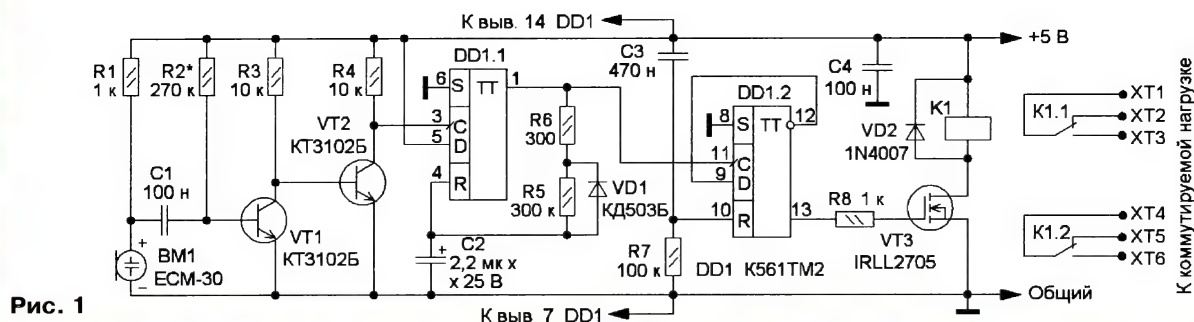 К выв. 14 DD1
+5 В
R1
1 к
R2*
270 к
R3
10 к
R4
10 к
DD1.1
6
S
TT
1
3
C
5
D
4
R
VT2
КТ3102Б
C1
100 н
VT1
КТ3102Б
BM1
ECM-30
+
−
R6
300
R5
300 к
VD1
КД503Б
+
C2
2,2 мк х
х 25 В
C3
470 н
DD1.2
8
S
TT
12
11
C
9
D
10
R
13
R7
100 к
DD1 К561ТМ2
R8 1 к
VT3
IRLL2705
C4
100 н
VD2
1N4007
K1
K1.1
XT1
XT2
XT3
K1.2
XT4
XT5
XT6
К коммутируемой нагрузке
Общий
К выв 7 DD1
Рис. 1